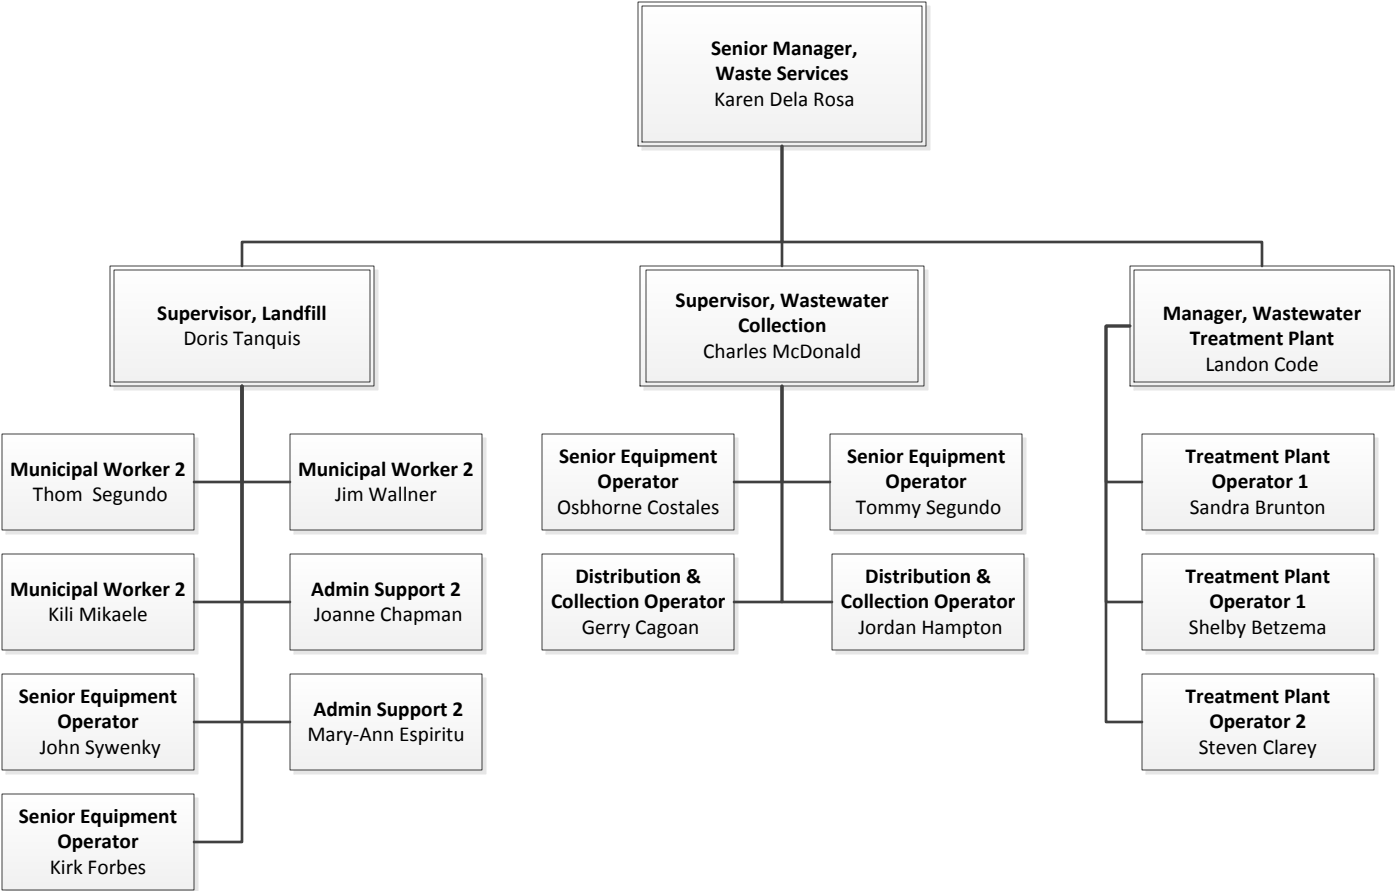 Senior Manager,
Waste Services
Karen Dela Rosa
Supervisor, Landfill
Doris Tanquis
Supervisor, Wastewater
Collection
Charles McDonald
Manager, Wastewater
Treatment Plant
Landon Code
Municipal Worker 2
Thom  Segundo
Municipal Worker 2
Jim Wallner
Senior Equipment
Operator
Osbhorne Costales
Senior Equipment
Operator
Tommy Segundo
Treatment Plant
Operator 1
Sandra Brunton
Municipal Worker 2
Kili Mikaele
Admin Support 2
Joanne Chapman
Distribution &
Collection Operator
Gerry Cagoan
Distribution &
Collection Operator
Jordan Hampton
Treatment Plant
Operator 1
Shelby Betzema
Senior Equipment
Operator
John Sywenky
Admin Support 2
Mary-Ann Espiritu
Treatment Plant
Operator 2
Steven Clarey
Senior Equipment
Operator
Kirk Forbes